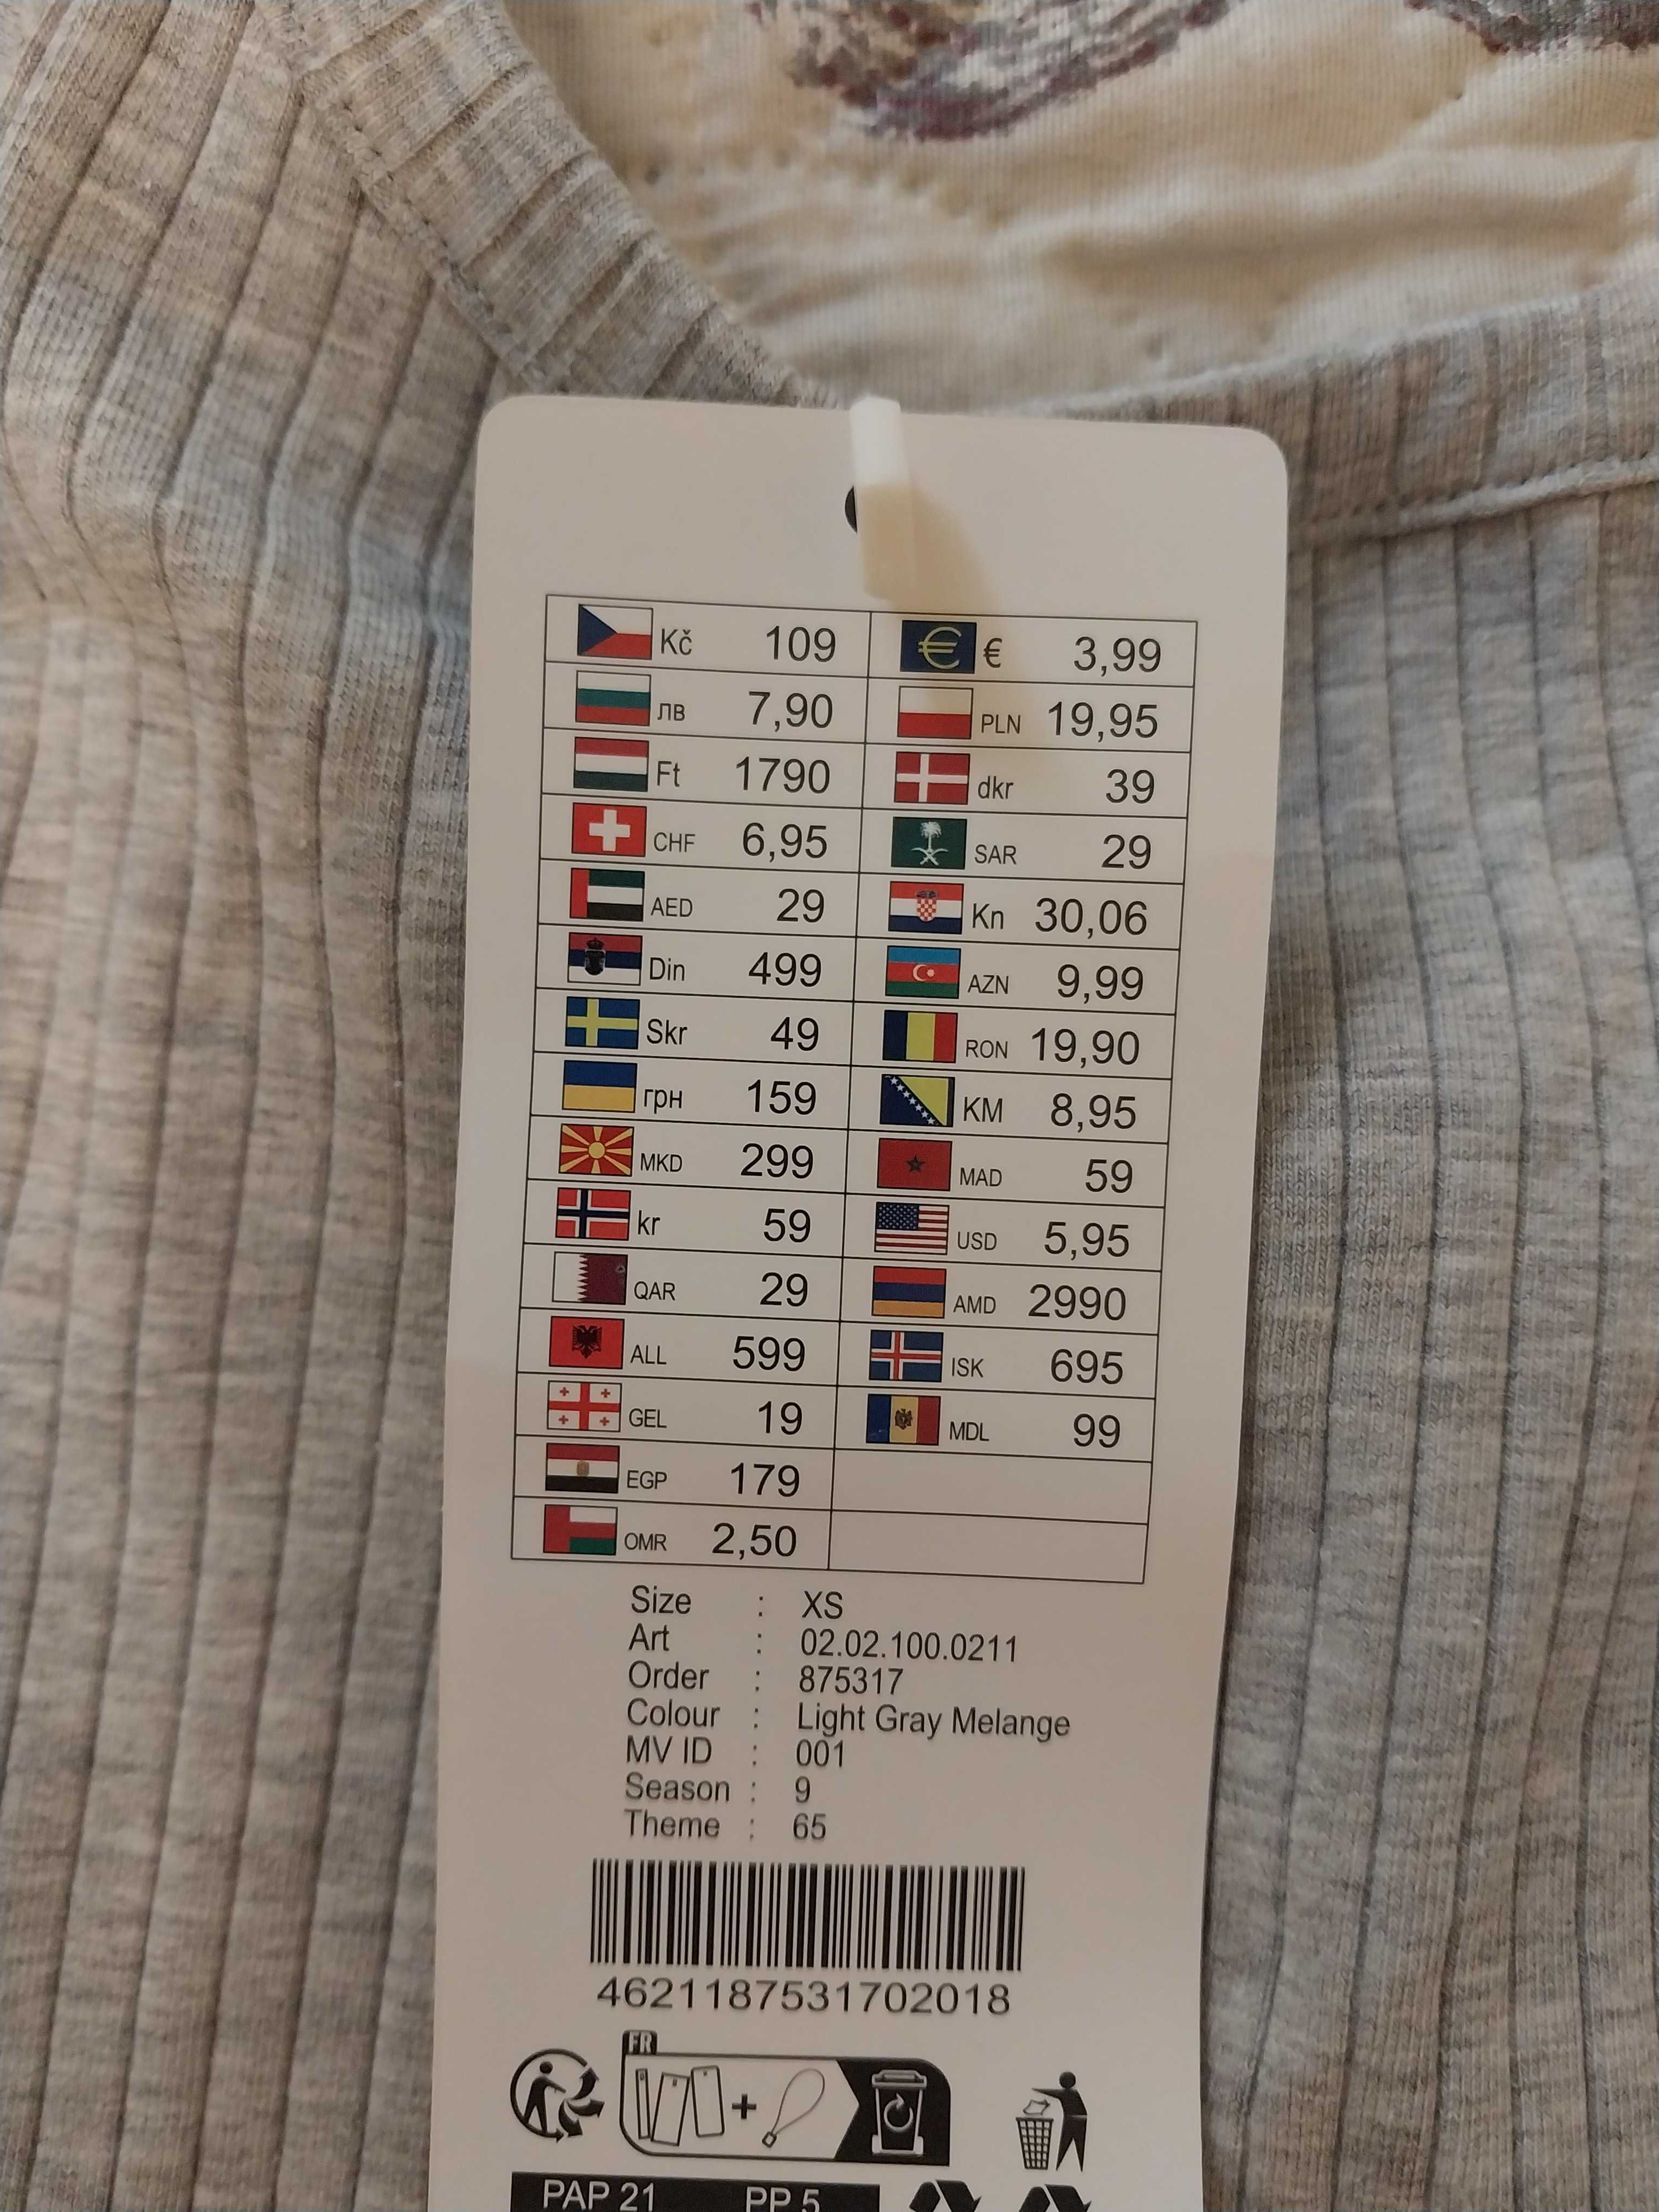 Kč 109 € 3,99
лв 7,90 PLN 19,95
Ft 1790 dkr 39
CHF 6,95 SAR 29
AED 29 Kn 30,06
Din 499 AZN 9,99
Skr 49 RON 19,90
грн 159 KM 8,95
MKD 299 MAD 59
kr 59 USD 5,95
QAR 29 AMD 2990
ALL 599 ISK 695
GEL 19 MDL 99
EGP 179
OMR 2,50
Size : XS
Art : 02.02.100.0211
Order : 875317
Colour : Light Gray Melange
MV ID : 001
Season : 9
Theme : 65
4621187531702018
FR
+
PAP 21 PP 5